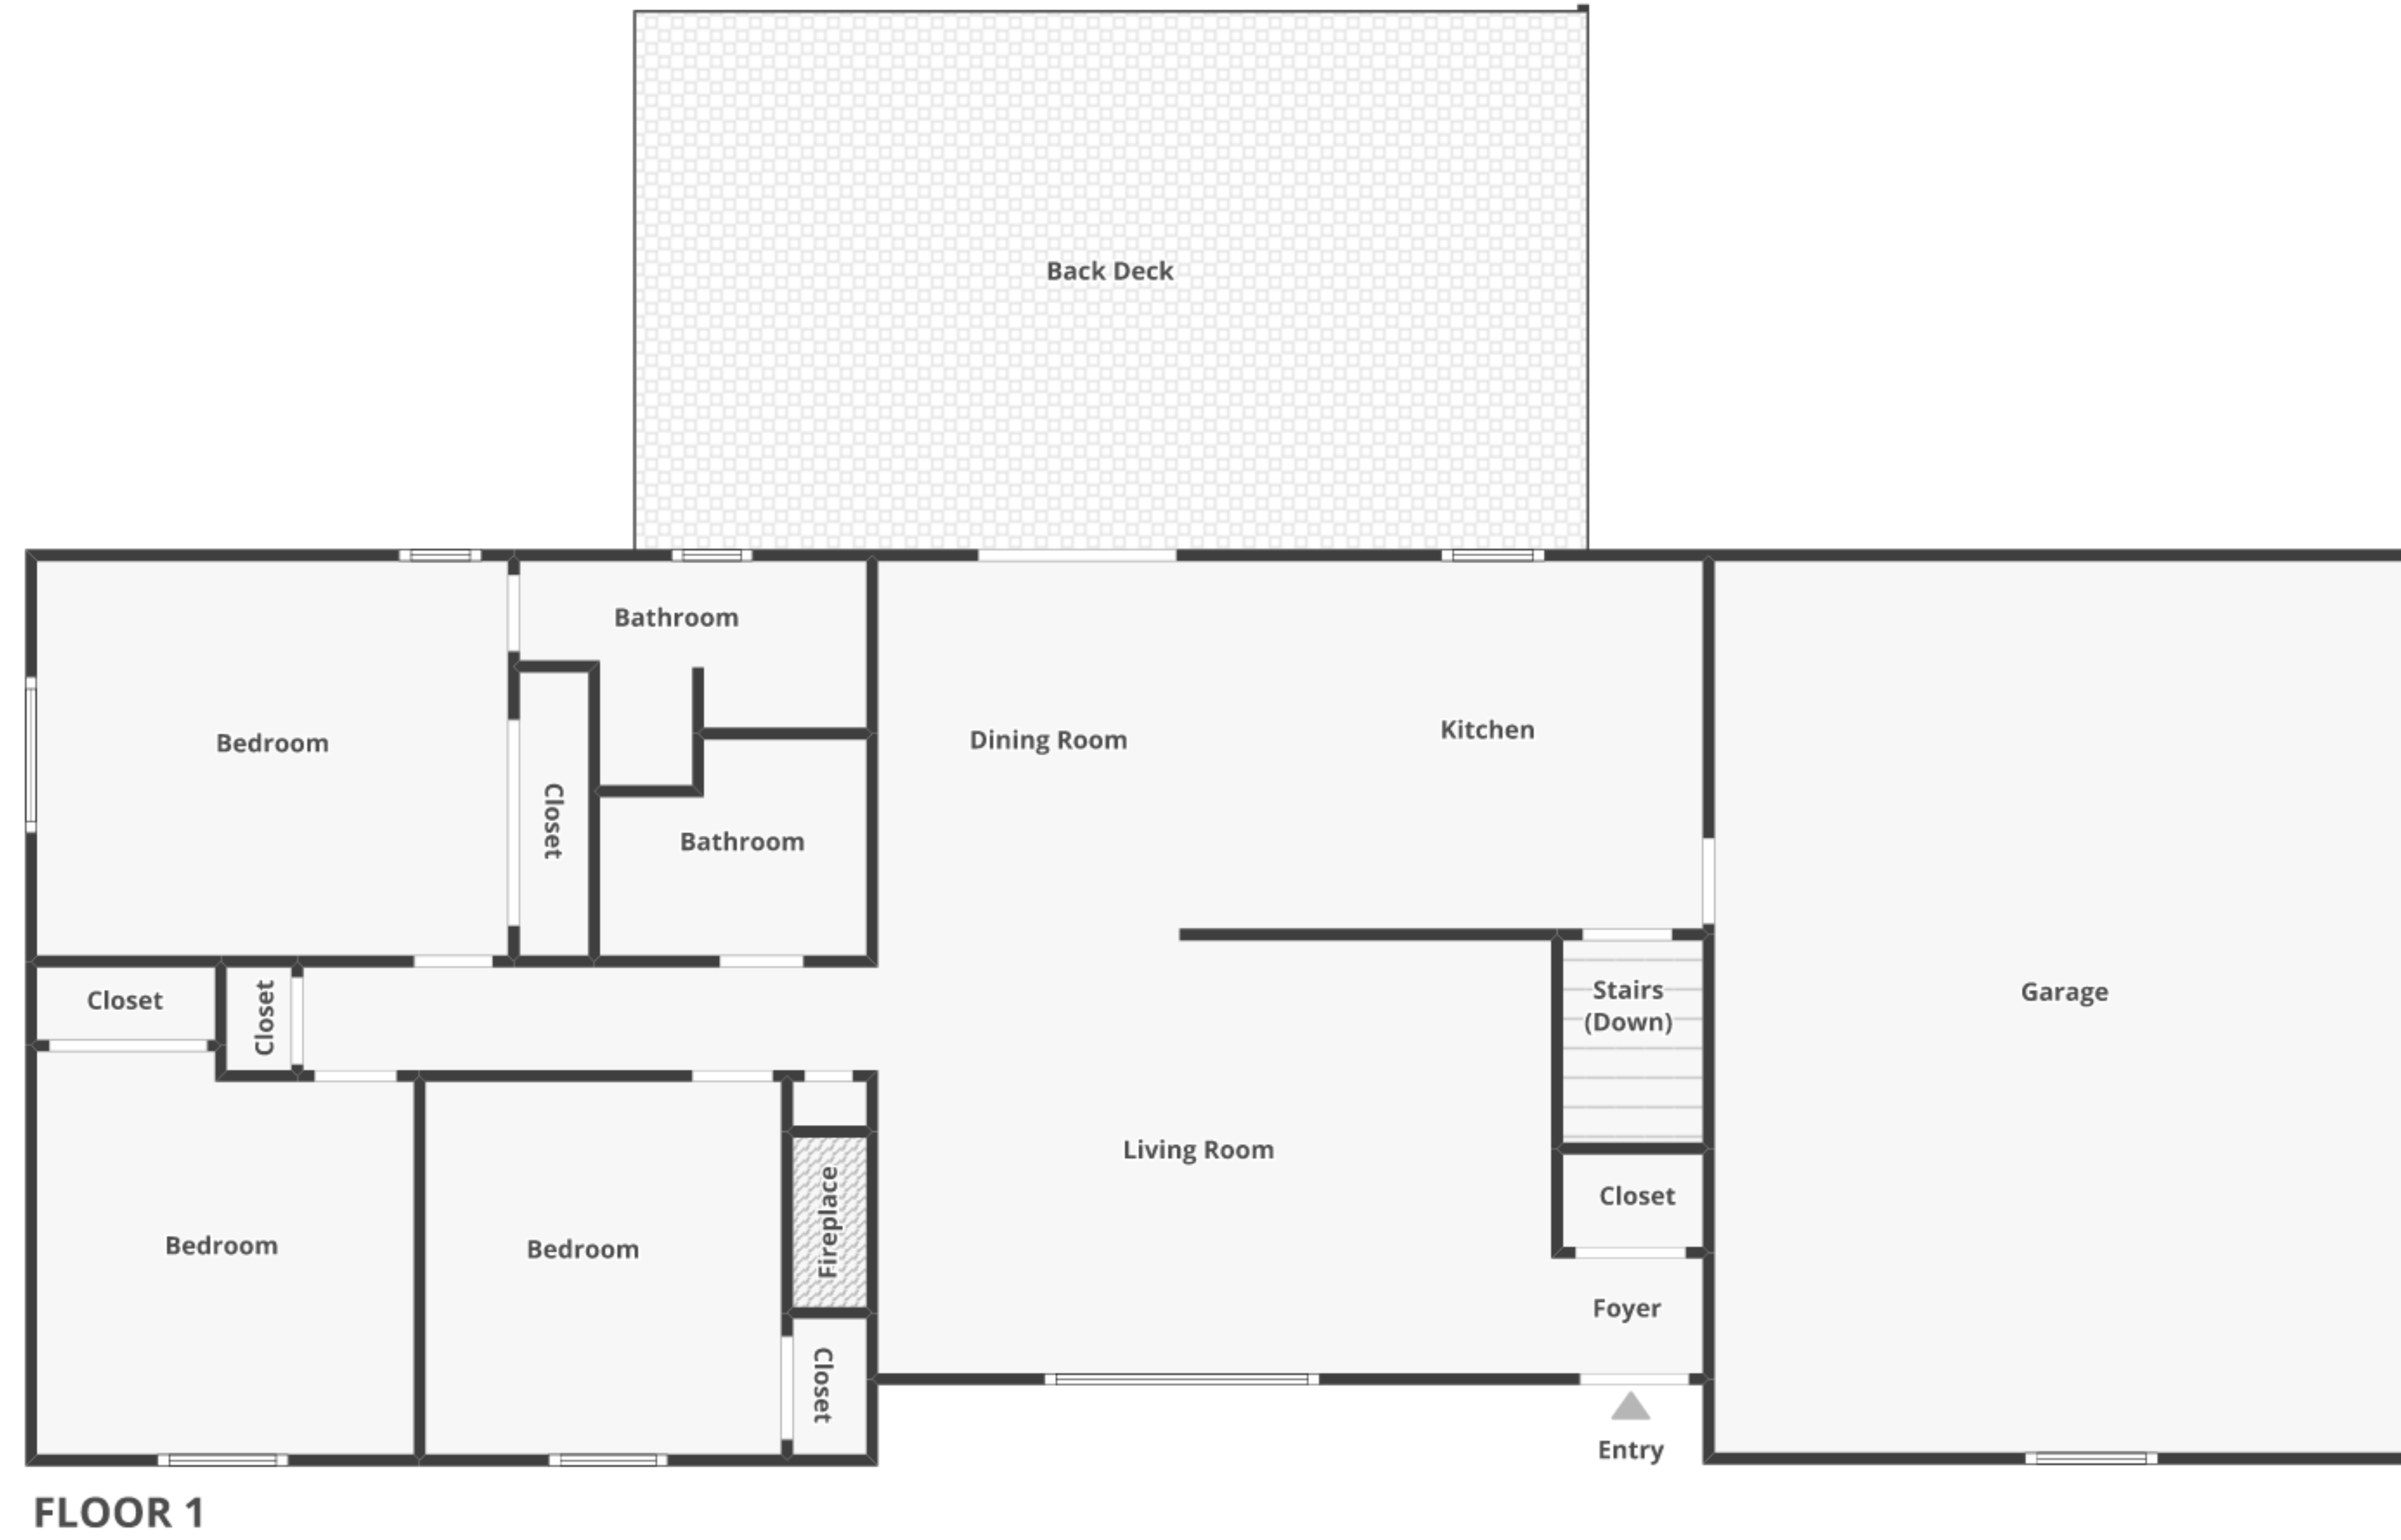 Back Deck
Bathroom
Bedroom
Closet
Bathroom
Dining Room
Kitchen
Closet
Closet
Stairs
(Down)
Garage
Living Room
Closet
Bedroom
Bedroom
Fireplace
Foyer
Closet
Entry
FLOOR 1